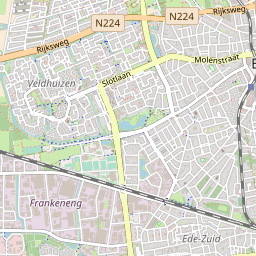 N224
N224
Rijksweg
Rijksweg
Molenstraat
Slotlaan
Veldhuizen
E
Frankeneng
Ede-Zuid